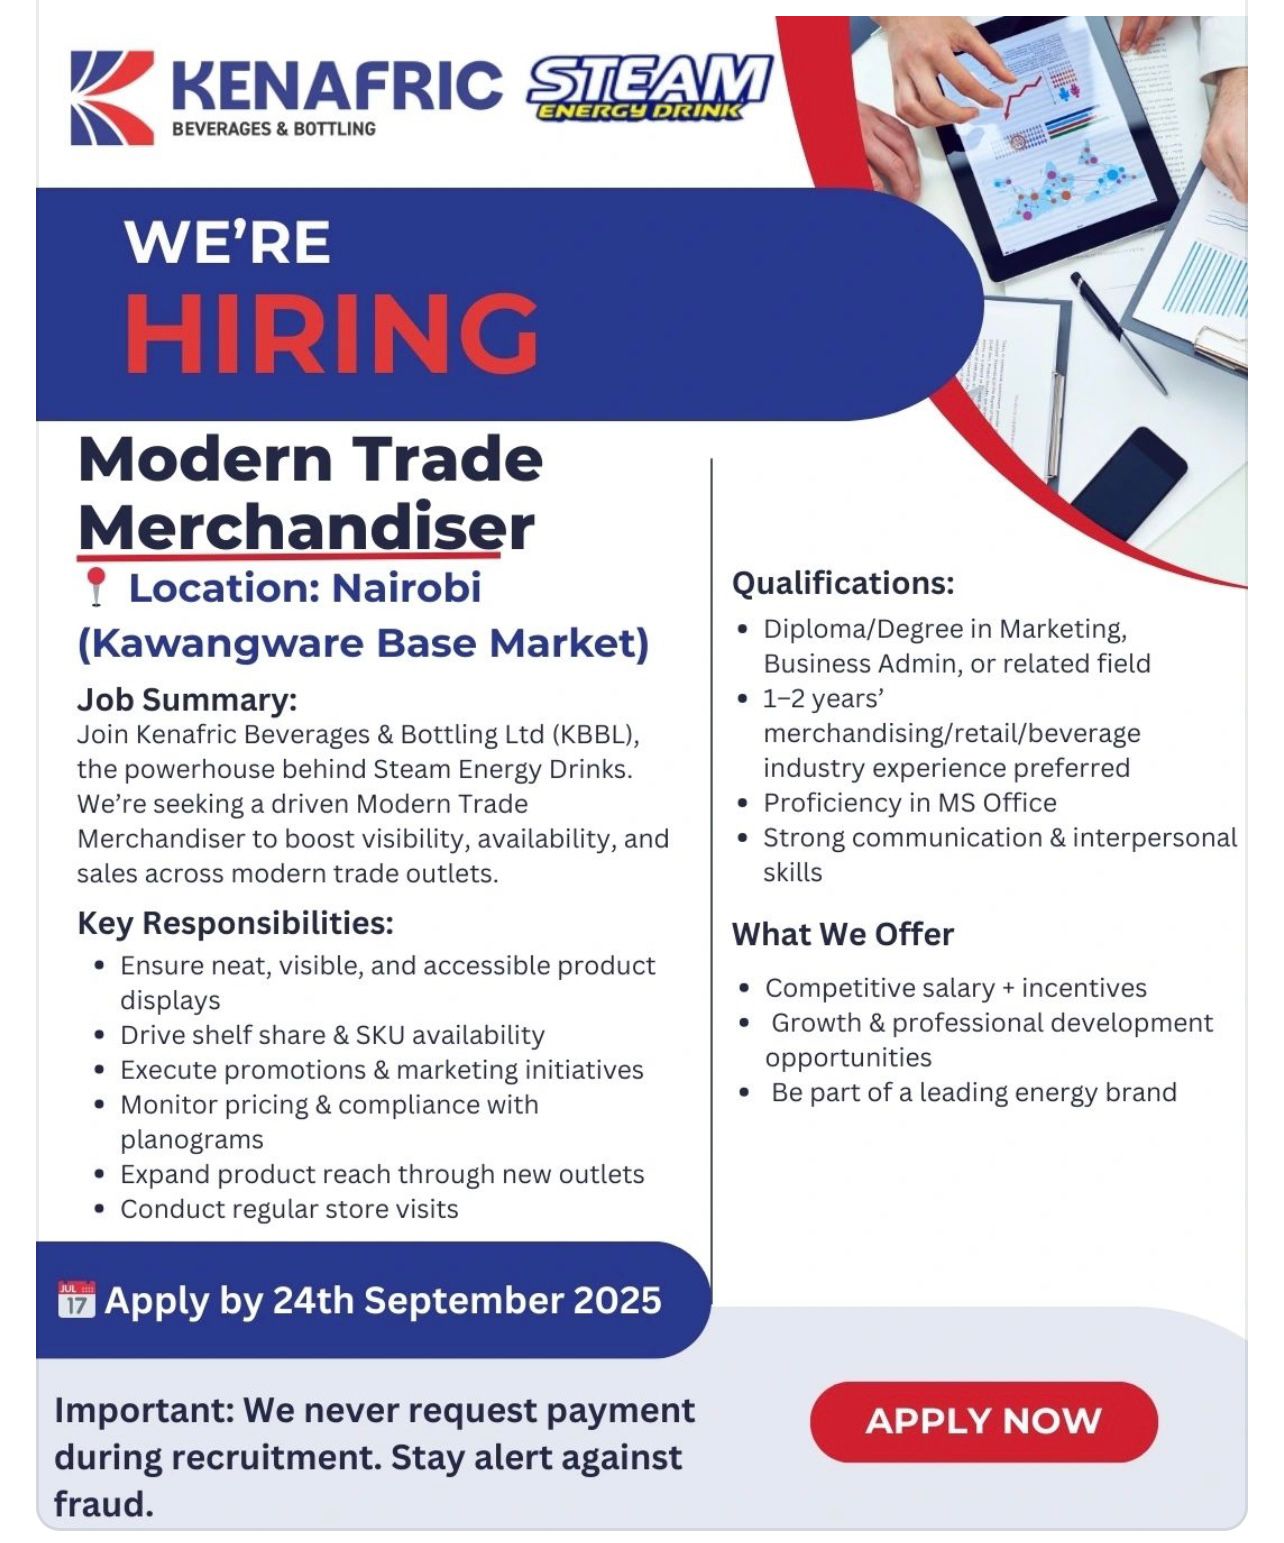 KENAFRIC
BEVERAGES & BOTTLING
STEAM
ENERGY DRINK
WE’RE
HIRING
Modern Trade
Merchandiser
📍 Location: Nairobi
(Kawangware Base Market)
Job Summary:
Join Kenafric Beverages & Bottling Ltd (KBBL),
the powerhouse behind Steam Energy Drinks.
We’re seeking a driven Modern Trade
Merchandiser to boost visibility, availability, and
sales across modern trade outlets.
Key Responsibilities:
• Ensure neat, visible, and accessible product
displays
• Drive shelf share & SKU availability
• Execute promotions & marketing initiatives
• Monitor pricing & compliance with
planograms
• Expand product reach through new outlets
• Conduct regular store visits
Qualifications:
• Diploma/Degree in Marketing,
Business Admin, or related field
• 1–2 years’
merchandising/retail/beverage
industry experience preferred
• Proficiency in MS Office
• Strong communication & interpersonal
skills
What We Offer
• Competitive salary + incentives
• Growth & professional development
opportunities
• Be part of a leading energy brand
📅 Apply by 24th September 2025
Important: We never request payment
during recruitment. Stay alert against
fraud.
APPLY NOW